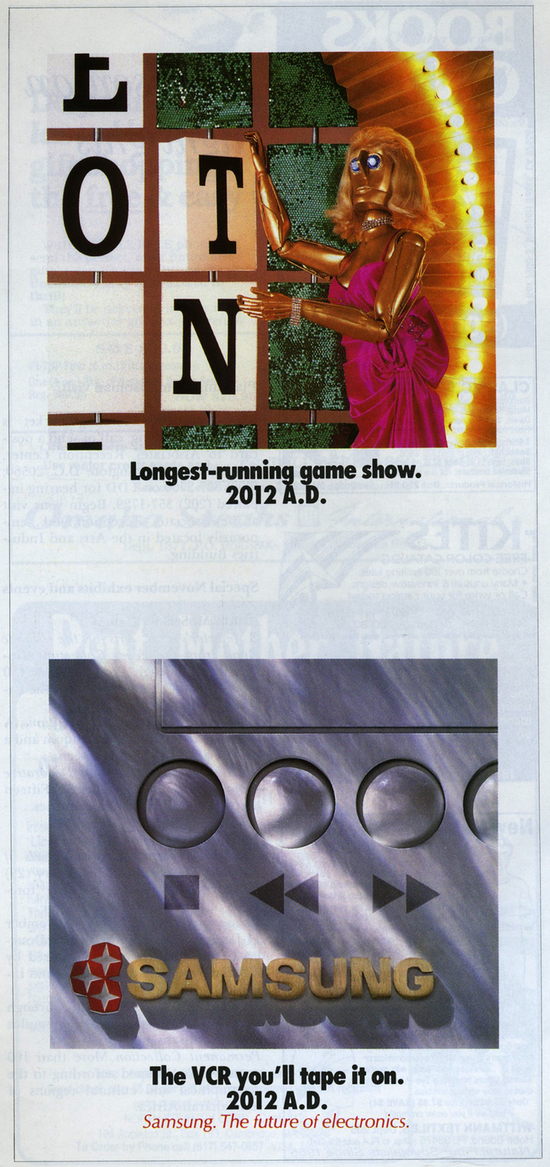 O T
N
Longest-running game show.
2012 A.D.
SAMSUNG
The VCR you'll tape it on.
2012 A.D.
Samsung. The future of electronics.